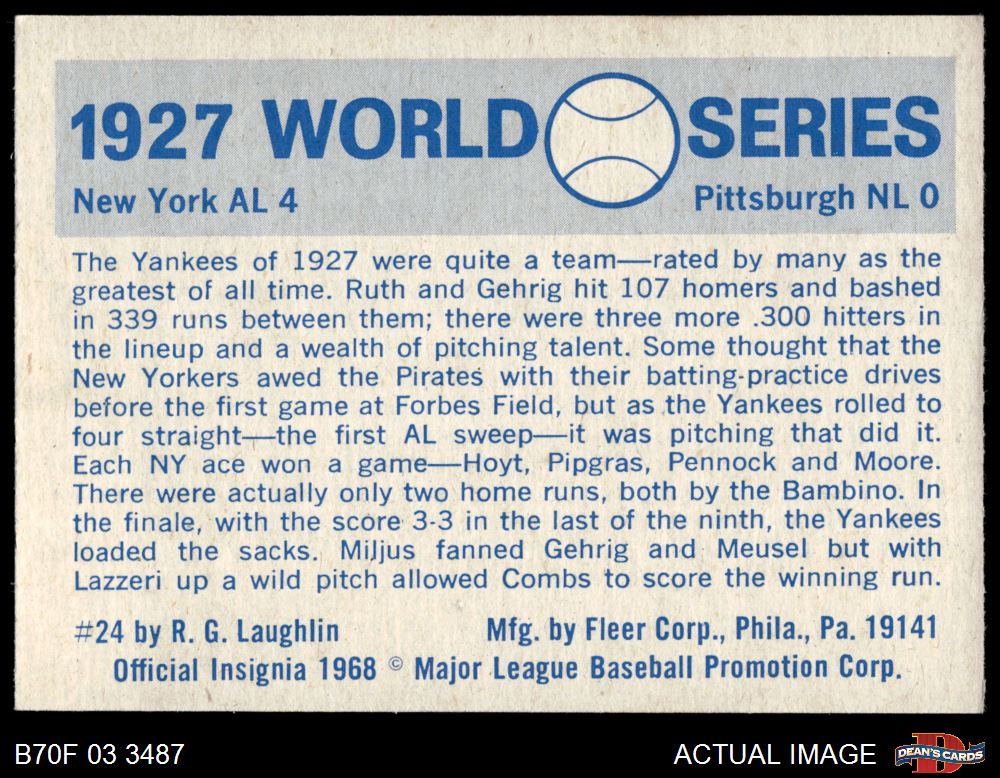 1927 WORLD SERIES
New York AL 4 Pittsburgh NL 0
The Yankees of 1927 were quite a team—rated by many as the
greatest of all time. Ruth and Gehrig hit 107 homers and bashed
in 339 runs between them; there were three more .300 hitters in
the lineup and a wealth of pitching talent. Some thought that the
New Yorkers awed the Pirates with their batting-practice drives
before the first game at Forbes Field, but as the Yankees rolled to
four straight—the first AL sweep—it was pitching that did it.
Each NY ace won a game—Hoyt, Pipgras, Pennock and Moore.
There were actually only two home runs, both by the Bambino. In
the finale, with the score 3-3 in the last of the ninth, the Yankees
loaded the sacks. Miljus fanned Gehrig and Meusel but with
Lazzeri up a wild pitch allowed Combs to score the winning run.
#24 by R. G. Laughlin Mfg. by Fleer Corp., Phila., Pa. 19141
Official Insignia 1968 © Major League Baseball Promotion Corp.
B70F 03 3487 ACTUAL IMAGE D DEAN'S CARDS